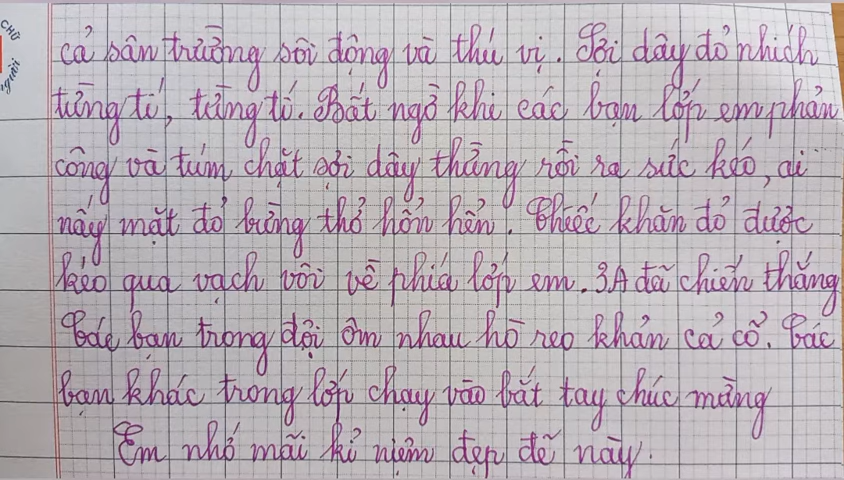 CHỮ
người
cả sân trường sôi động và thú vị. Sợi dây đỏ nhích
từng tí, từng tí. Bất ngờ khi các bạn lớp em phản
công và túm chặt sợi dây thừng rồi ra sức kéo, ai
nấy mặt đỏ bừng thở hổn hển. Chiếc khăn đỏ được
kéo qua vạch vôi về phía lớp em. 3A đã chiến thắng
Các bạn trong đội ôm nhau hò reo khản cả cổ. Các
bạn khác trong lớp chạy vào bắt tay chúc mừng
Em nhớ mãi kỉ niệm đẹp đẽ này.